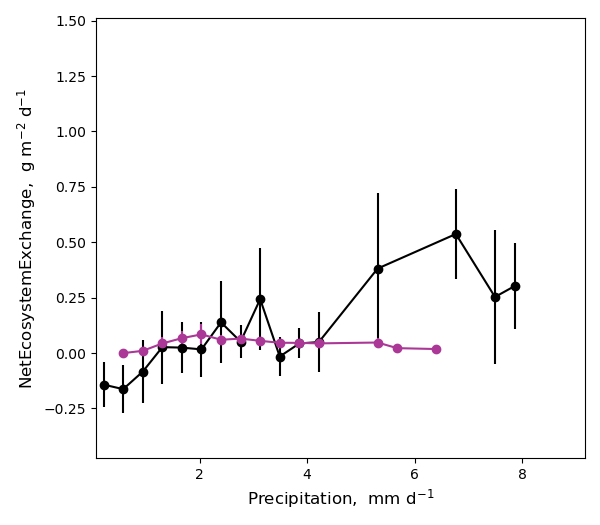 1.50
1.25
1.00
0.75
0.50
0.25
0.00
−0.25
NetEcosystemExchange, g m⁻² d⁻¹
2 4 6 8
Precipitation, mm d⁻¹